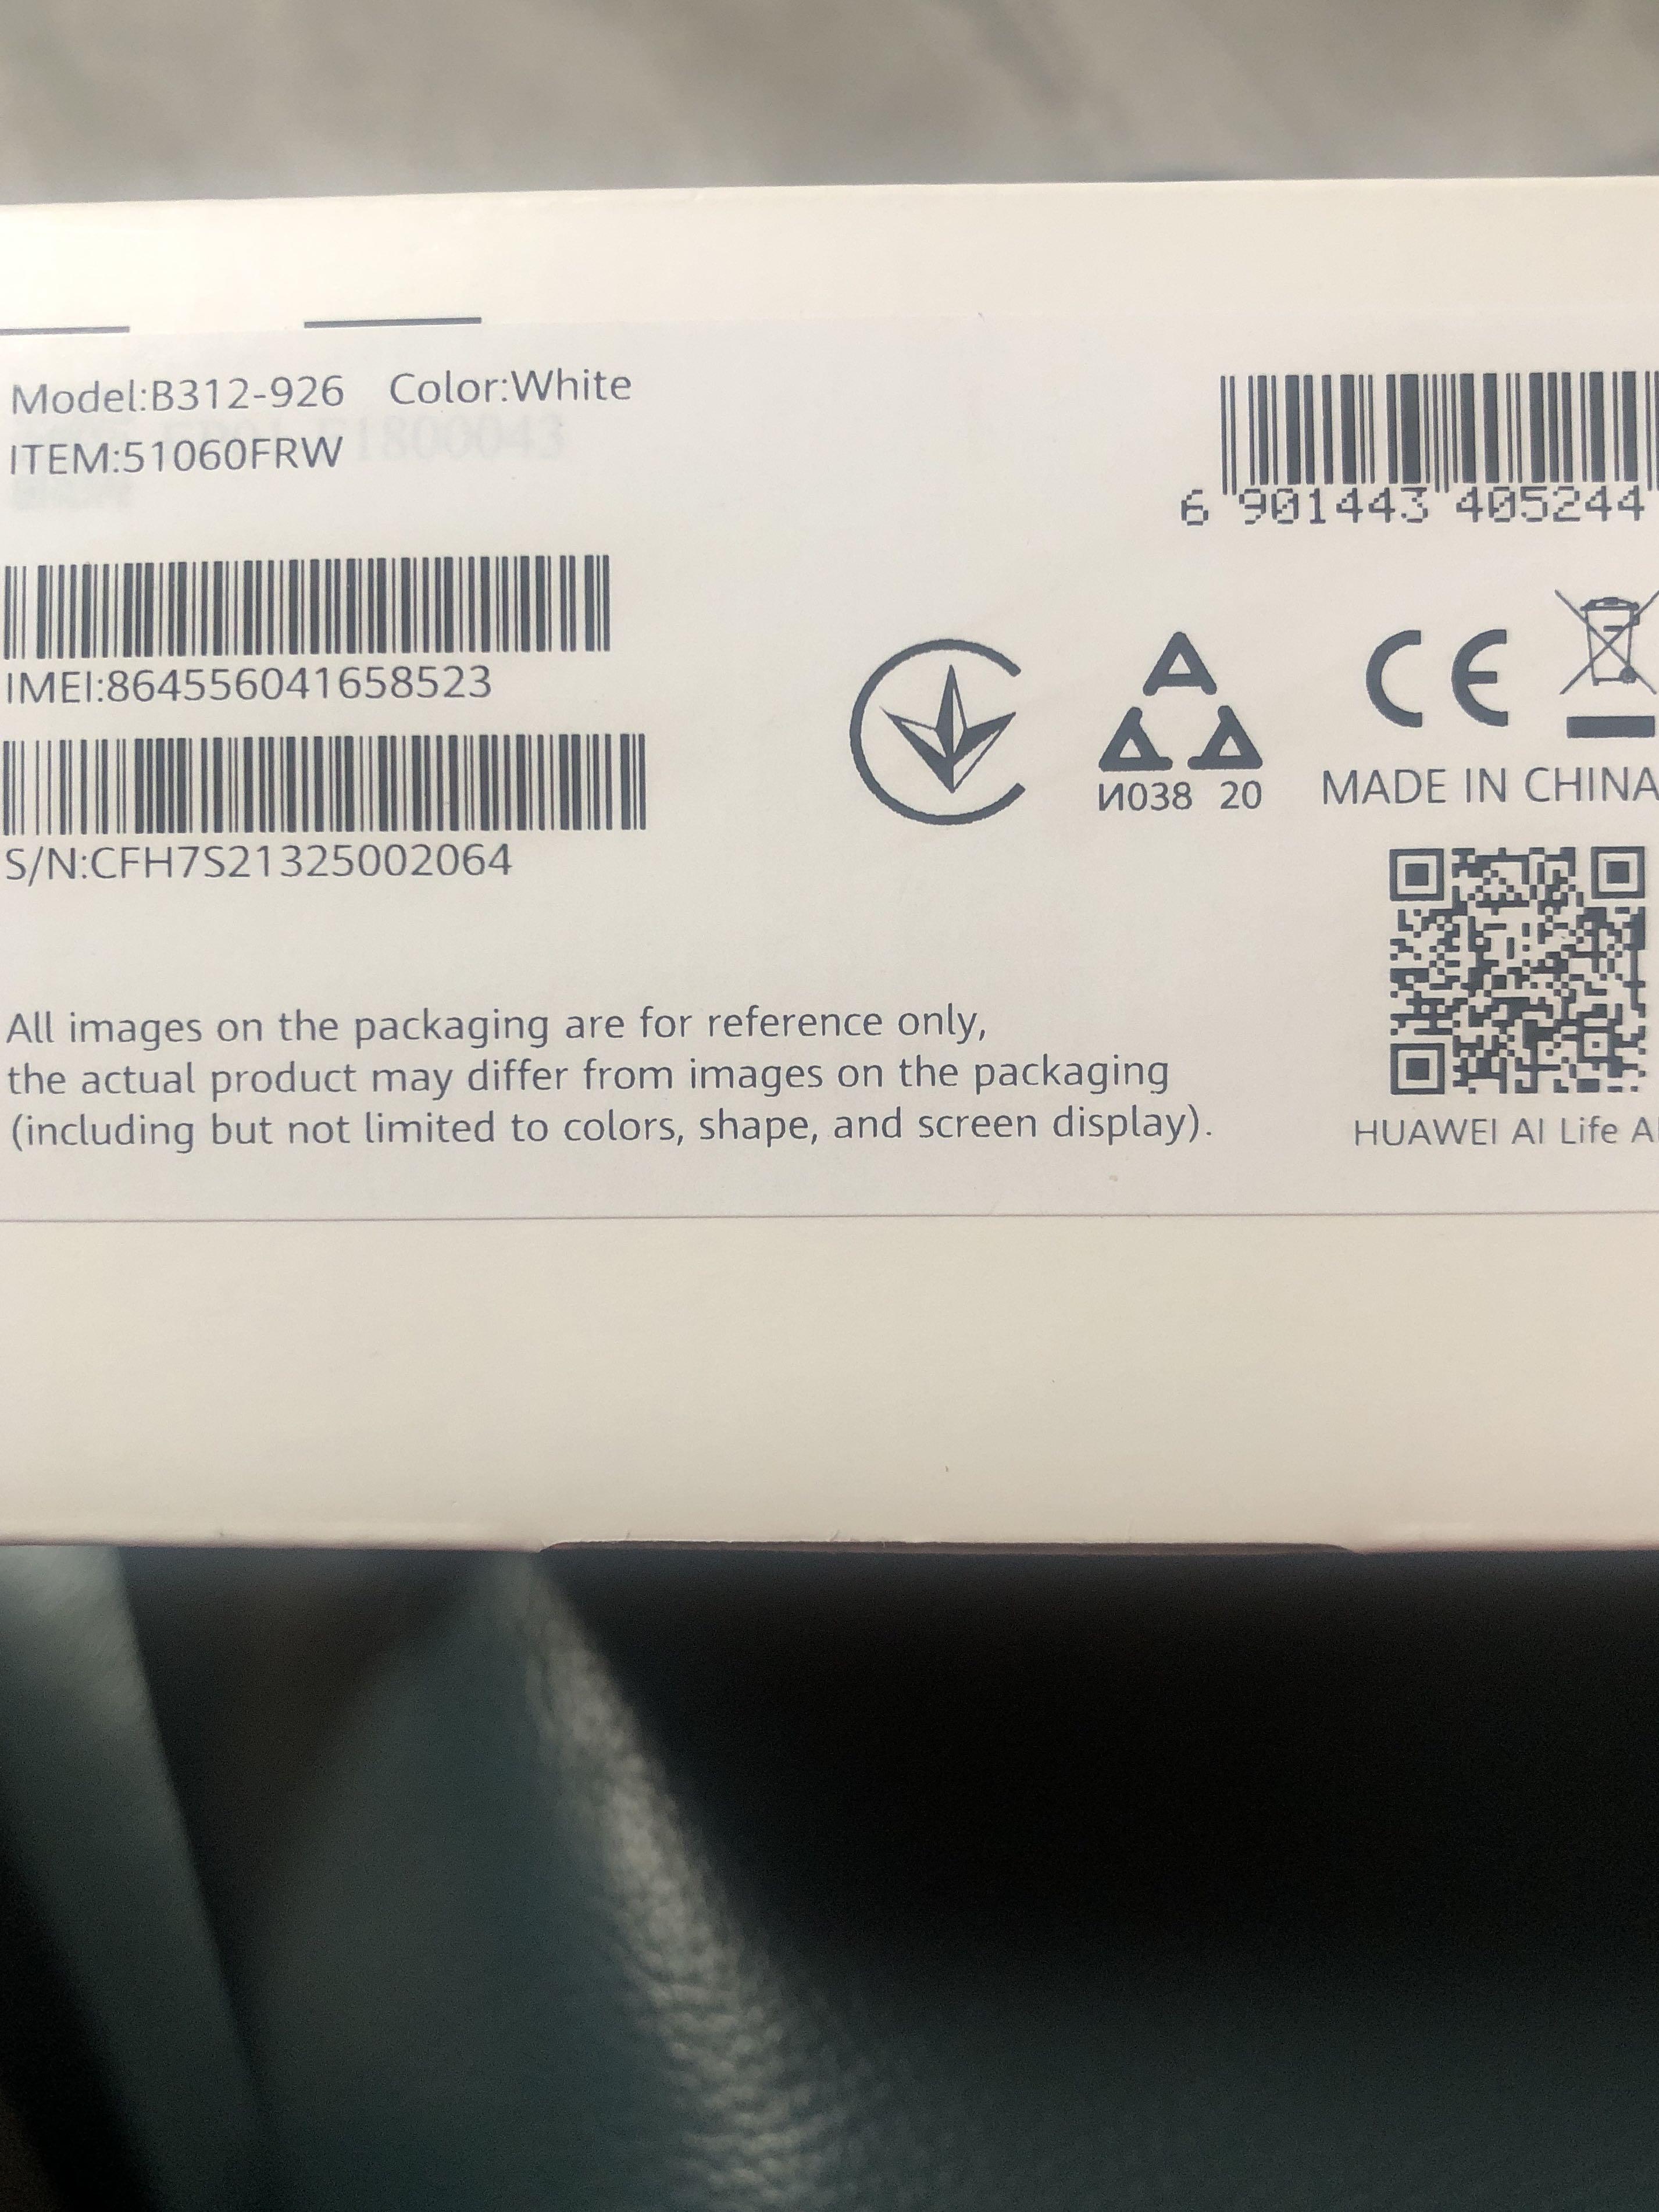 Model:B312-926 Color:White
ITEM:51060FRW
6 901443 405244
IMEI:864556041658523
S/N:CFH7S21325002064
CE
И038 20
MADE IN CHINA
All images on the packaging are for reference only,
the actual product may differ from images on the packaging
(including but not limited to colors, shape, and screen display).
HUAWEI AI Life